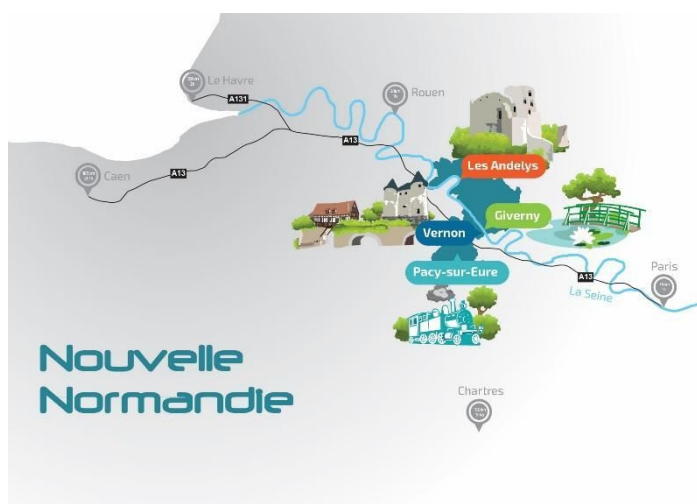 Le Havre
A131
Rouen
A13
Les Andelys
A13
Caen
Giverny
Vernon
Pacy-sur-Eure
A13
Paris
La Seine
Nouvelle
Normandie
Chartres